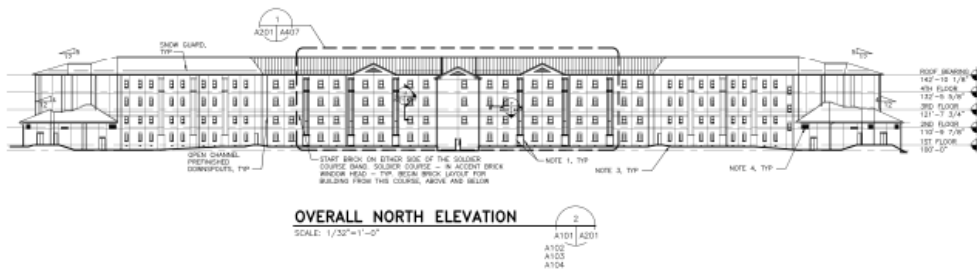 1
A201 A407
SNOW GUARD,
TYP
ROOF BEARING
142'-10 1/8"
4TH FLOOR
132'-5 5/8"
3RD FLOOR
121'-7 3/4"
2ND FLOOR
110'-9 7/8"
1ST FLOOR
100'-0"
OPEN CHANNEL
PREFINISHED
DOWNSPOUTS, TYP
START BRICK ON EITHER SIDE OF THE SOLDIER
COURSE BAND. SOLDIER COURSE – IN ACCENT BRICK
WINDOW HEAD – TYP. BEGIN BRICK LAYOUT FOR
BUILDING FROM THIS COURSE, ABOVE AND BELOW
NOTE 1, TYP
NOTE 3, TYP
NOTE 4, TYP
OVERALL NORTH ELEVATION
SCALE: 1/32"=1'-0"
2
A101 A201
A102
A103
A104